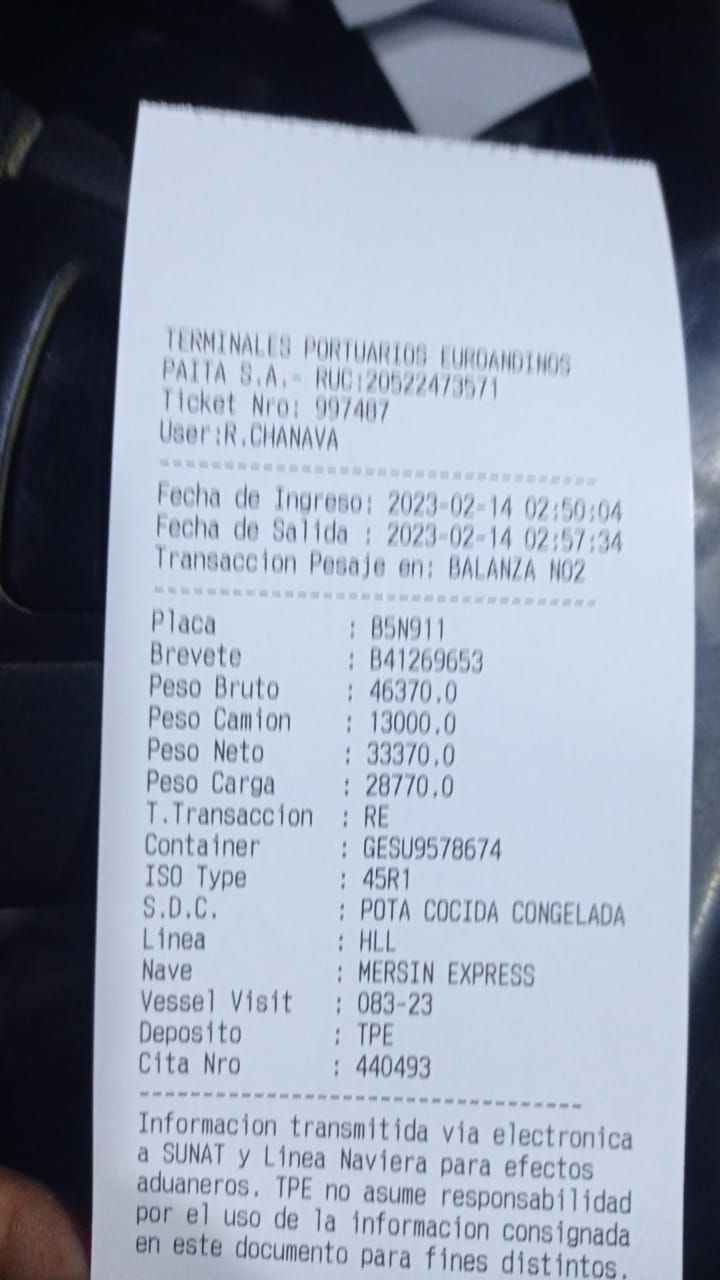 TERMINALES PORTUARIOS EUROANDINOS
PAITA S.A.- RUC:20522473571
Ticket Nro: 997487
User:R.CHANAVA
Fecha de Ingreso: 2023-02-14 02:50:04
Fecha de Salida : 2023-02-14 02:57:34
Transaccion Pesaje en: BALANZA NO2
Placa : B5N911
Brevete : B41269653
Peso Bruto : 46370.0
Peso Camion : 13000.0
Peso Neto : 33370.0
Peso Carga : 28770.0
T.Transaccion : RE
Container : GESU9578674
ISO Type : 45R1
S.D.C. : POTA COCIDA CONGELADA
Linea : HLL
Nave : MERSIN EXPRESS
Vessel Visit : 083-23
Deposito : TPE
Cita Nro : 440493
Informacion transmitida via electronica
a SUNAT y Linea Naviera para efectos
aduaneros. TPE no asume responsabilidad
por el uso de la informacion consignada
en este documento para fines distintos.